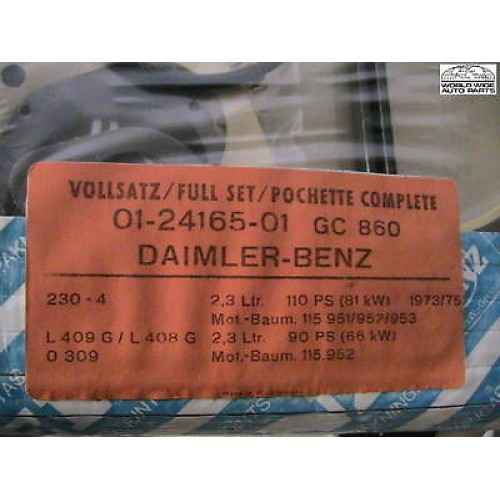 WORLD WIDE
AUTO PARTS
VOLLSATZ/FULL SET/POCHETTE COMPLETE
01-24165-01 GC 860
DAIMLER-BENZ
230-4 2,3 Ltr. 110 PS (81 kW) 1973/75
Mot.-Baum. 115 951/952/953
L 409 G / L 408 G 2,3 Ltr. 90 PS (66 kW)
O 309 Mot.-Baum. 115.952